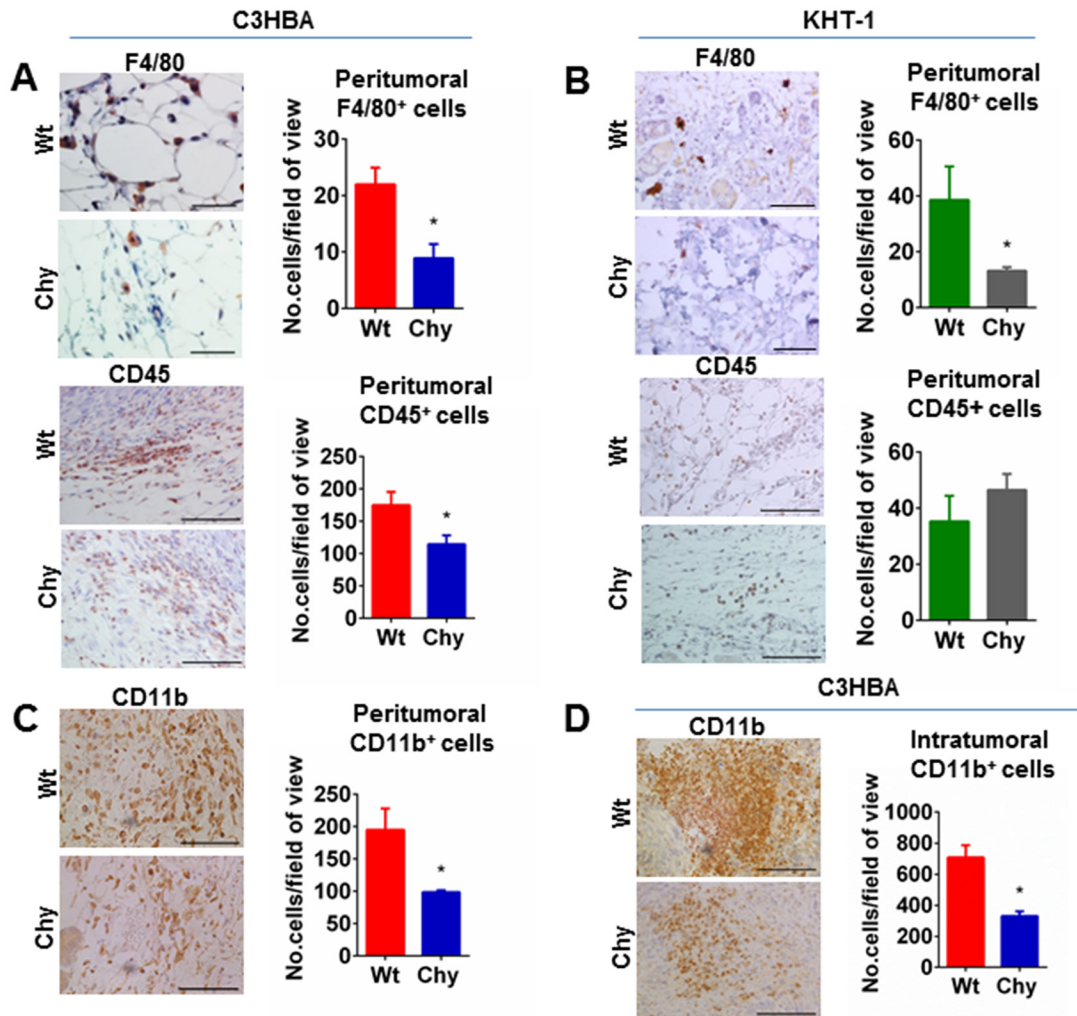 C3HBA
KHT-1
A
F4/80
Wt
Chy
Peritumoral
F4/80⁺ cells
No.cells/field of view
30
20
10
0
*
Wt Chy
CD45
Wt
Chy
Peritumoral
CD45⁺ cells
No.cells/field of view
250
200
150
100
50
0
*
Wt Chy
B
F4/80
Wt
Chy
Peritumoral
F4/80⁺ cells
No.cells/field of view
60
40
20
0
*
Wt Chy
CD45
Wt
Chy
Peritumoral
CD45+ cells
No.cells/field of view
60
40
20
0
Wt Chy
C
CD11b
Wt
Chy
Peritumoral
CD11b⁺ cells
No.cells/field of view
250
200
150
100
50
0
*
Wt Chy
C3HBA
D
CD11b
Wt
Chy
Intratumoral
CD11b⁺ cells
No.cells/field of view
1000
800
600
400
200
0
*
Wt Chy